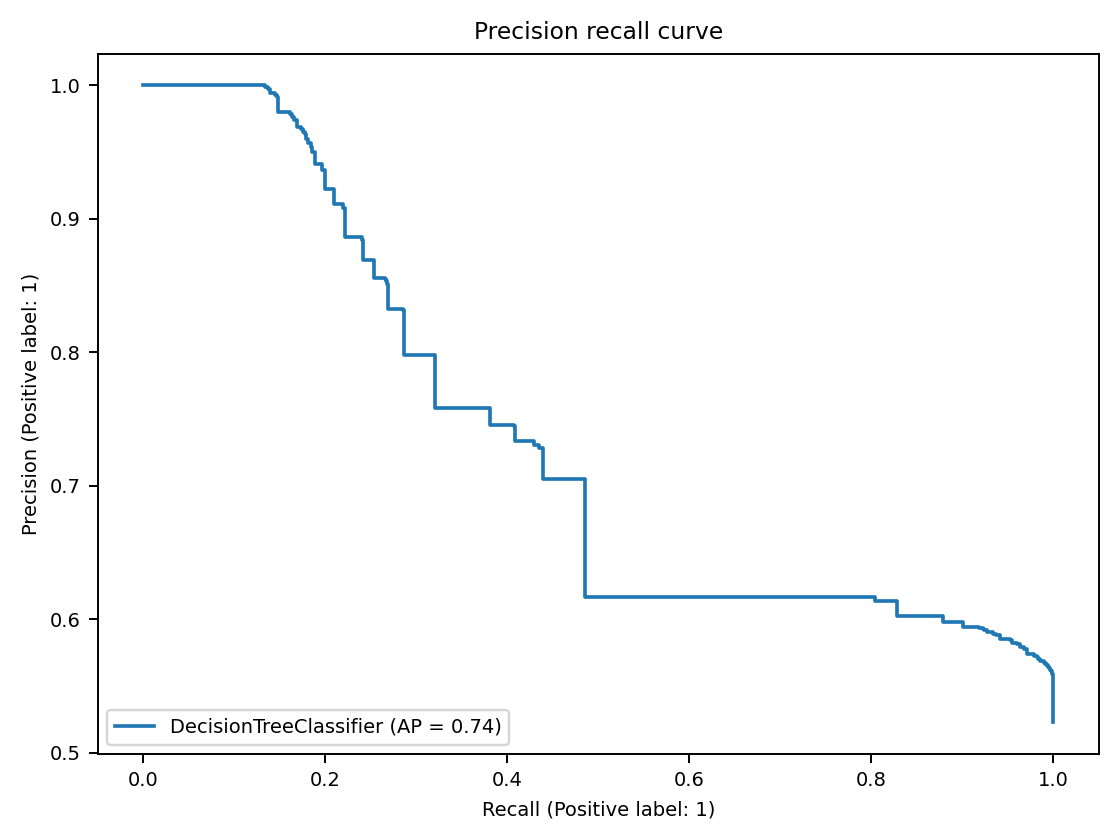 Precision recall curve
Precision (Positive label: 1)
1.0
0.9
0.8
0.7
0.6
0.5
DecisionTreeClassifier (AP = 0.74)
0.0 0.2 0.4 0.6 0.8 1.0
Recall (Positive label: 1)